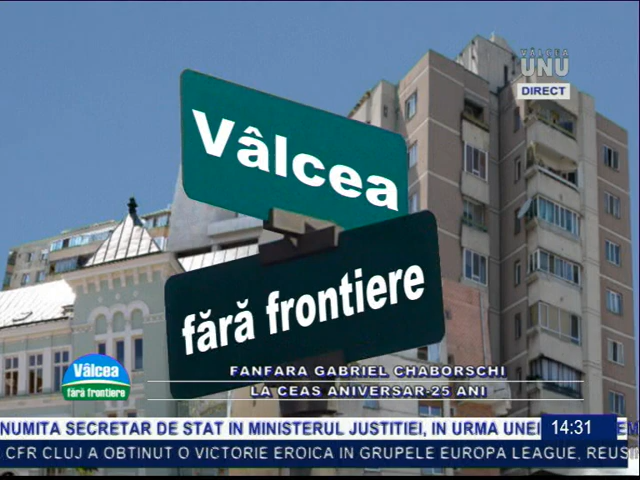 VÂLCEA
UNU
DIRECT
Vâlcea
fără frontiere
FANFARA GABRIEL CHABORSCHI
LA CEAS ANIVERSAR-25 ANI
Vâlcea
fără frontiere
NUMITA SECRETAR DE STAT IN MINISTERUL JUSTITIEI, IN URMA UNEI
14:31
CFR CLUJ A OBTINUT O VICTORIE EROICA IN GRUPELE EUROPA LEAGUE, REUS